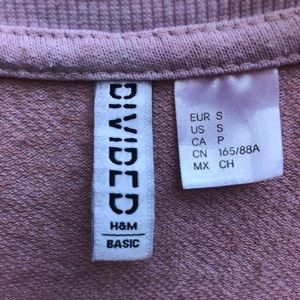 DIVIDED
H&M
BASIC
EUR S
US S
CA P
CN 165/88A
MX CH